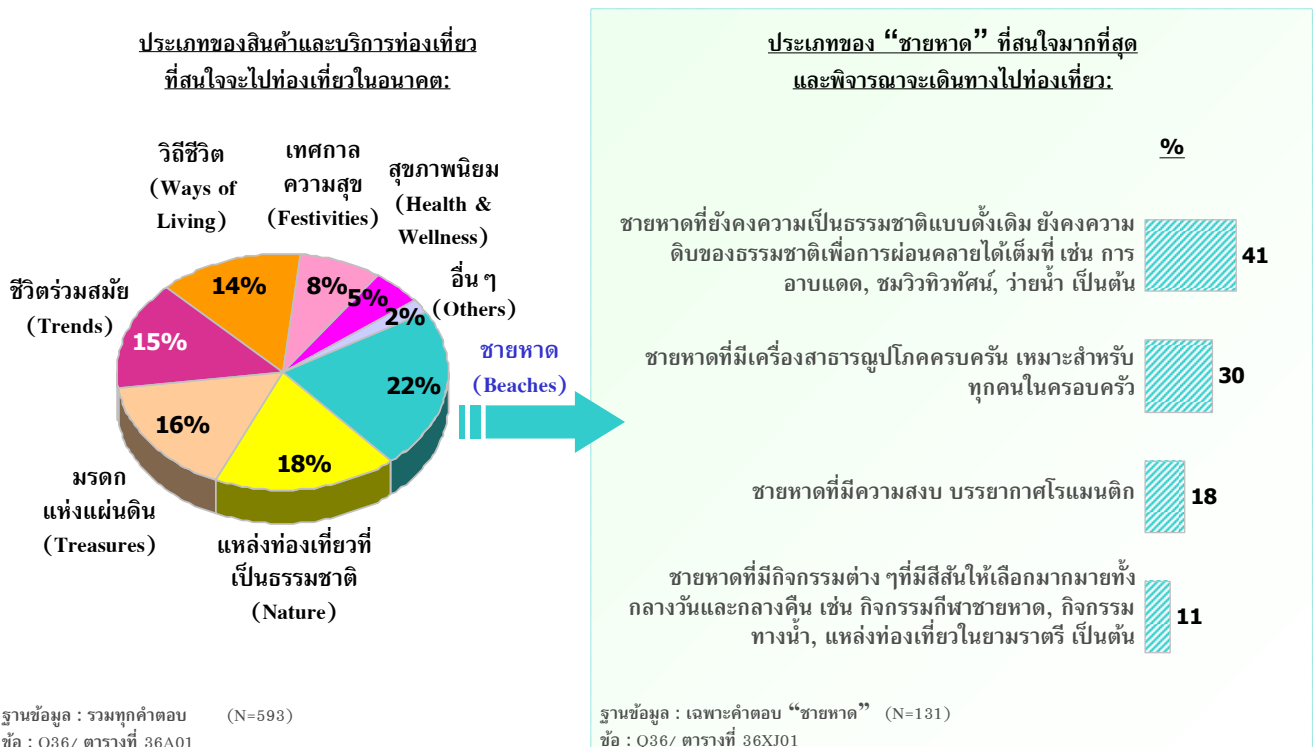 ประเภทของสินค้าและบริการท่องเที่ยว
ที่สนใจจะไปท่องเที่ยวในอนาคต:
วิถีชีวิต
(Ways of
Living)
เทศกาล
ความสุข
(Festivities)
สุขภาพนิยม
(Health &
Wellness)
อื่น ๆ
(Others)
ชายหาด
(Beaches)
ชีวิตร่วมสมัย
(Trends)
14%
8%
5%
2%
15%
22%
16%
18%
มรดก
แห่งแผ่นดิน
(Treasures)
แหล่งท่องเที่ยวที่
เป็นธรรมชาติ
(Nature)
ฐานข้อมูล : รวมทุกคำตอบ (N=593)
ข้อ : Q36/ ตารางที่ 36A01
ประเภทของ “ชายหาด” ที่สนใจมากที่สุด
และพิจารณาจะเดินทางไปท่องเที่ยว:
%
ชายหาดที่ยังคงความเป็นธรรมชาติแบบดั้งเดิม ยังคงความ
ดิบของธรรมชาติเพื่อการผ่อนคลายได้เต็มที่ เช่น การ
อาบแดด, ชมวิวทิวทัศน์, ว่ายน้ำ เป็นต้น
41
ชายหาดที่มีเครื่องสาธารณูปโภคครบครัน เหมาะสำหรับ
ทุกคนในครอบครัว
30
ชายหาดที่มีความสงบ บรรยากาศโรแมนติก
18
ชายหาดที่มีกิจกรรมต่าง ๆที่มีสีสันให้เลือกมากมายทั้ง
กลางวันและกลางคืน เช่น กิจกรรมกีฬาชายหาด, กิจกรรม
ทางน้ำ, แหล่งท่องเที่ยวในยามราตรี เป็นต้น
11
ฐานข้อมูล : เฉพาะคำตอบ “ชายหาด” (N=131)
ข้อ : Q36/ ตารางที่ 36XJ01